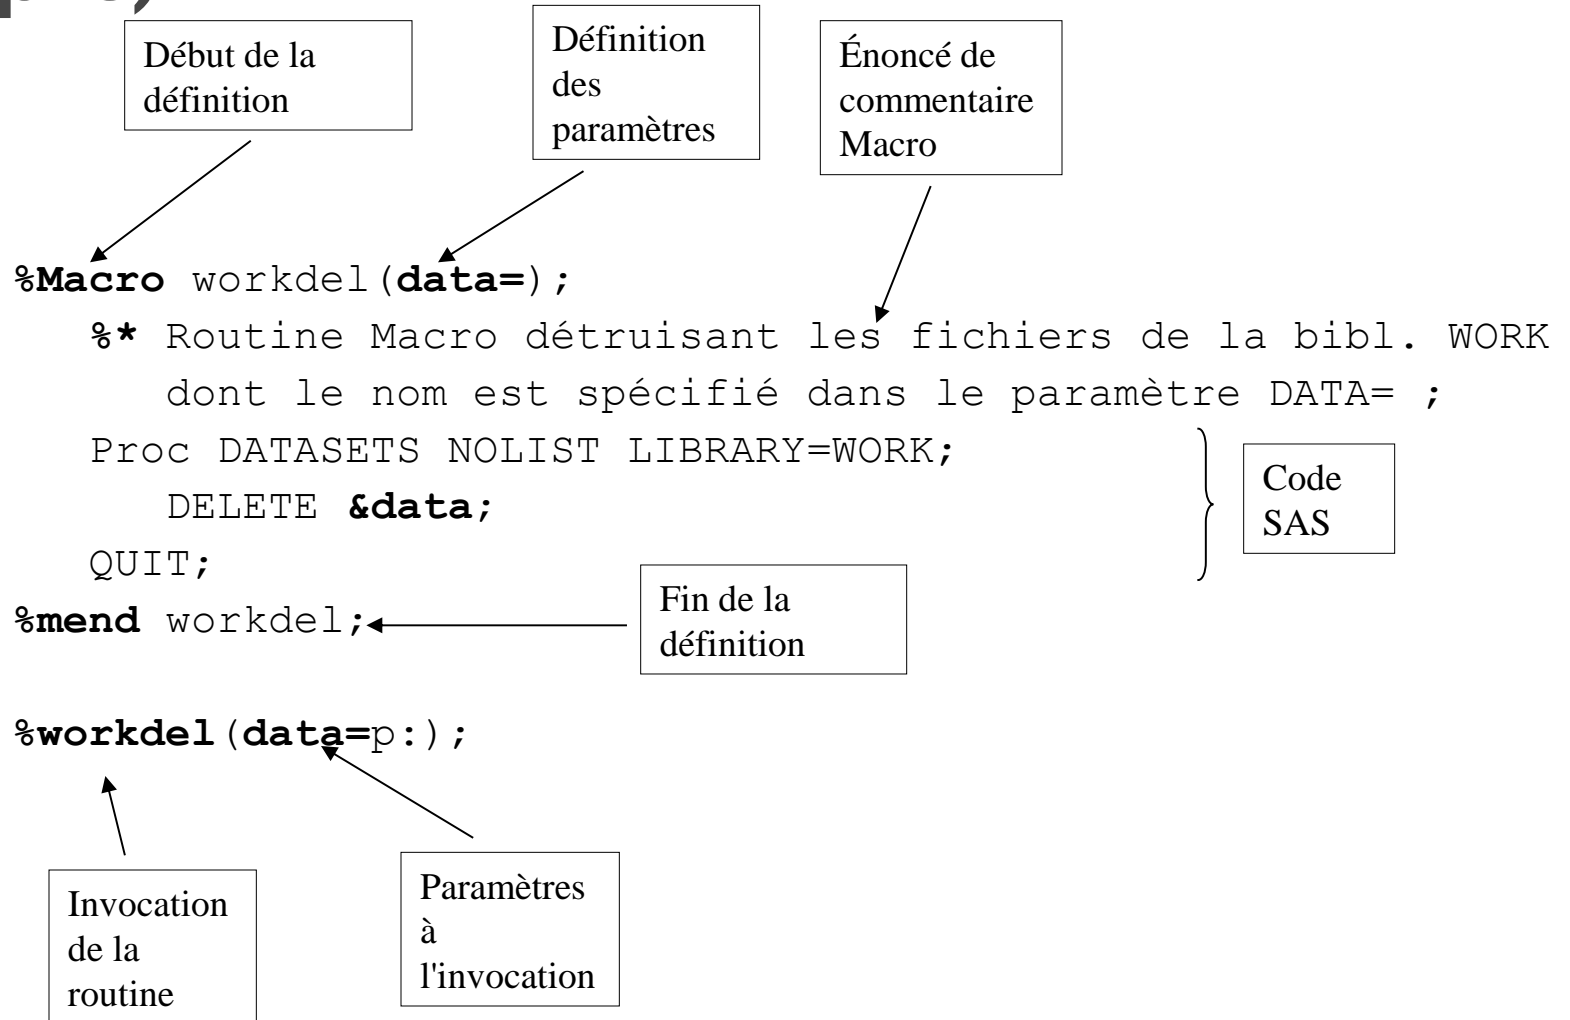 Début de la
définition
Définition
des
paramètres
Énoncé de
commentaire
Macro
%Macro workdel(data=);
%* Routine Macro détruisant les fichiers de la bibl. WORK
dont le nom est spécifié dans le paramètre DATA= ;
Proc DATASETS NOLIST LIBRARY=WORK;
DELETE &data;
QUIT;
%mend workdel;
Code
SAS
Fin de la
définition
%workdel(data=p:);
Invocation
de la
routine
Paramètres
à
l'invocation